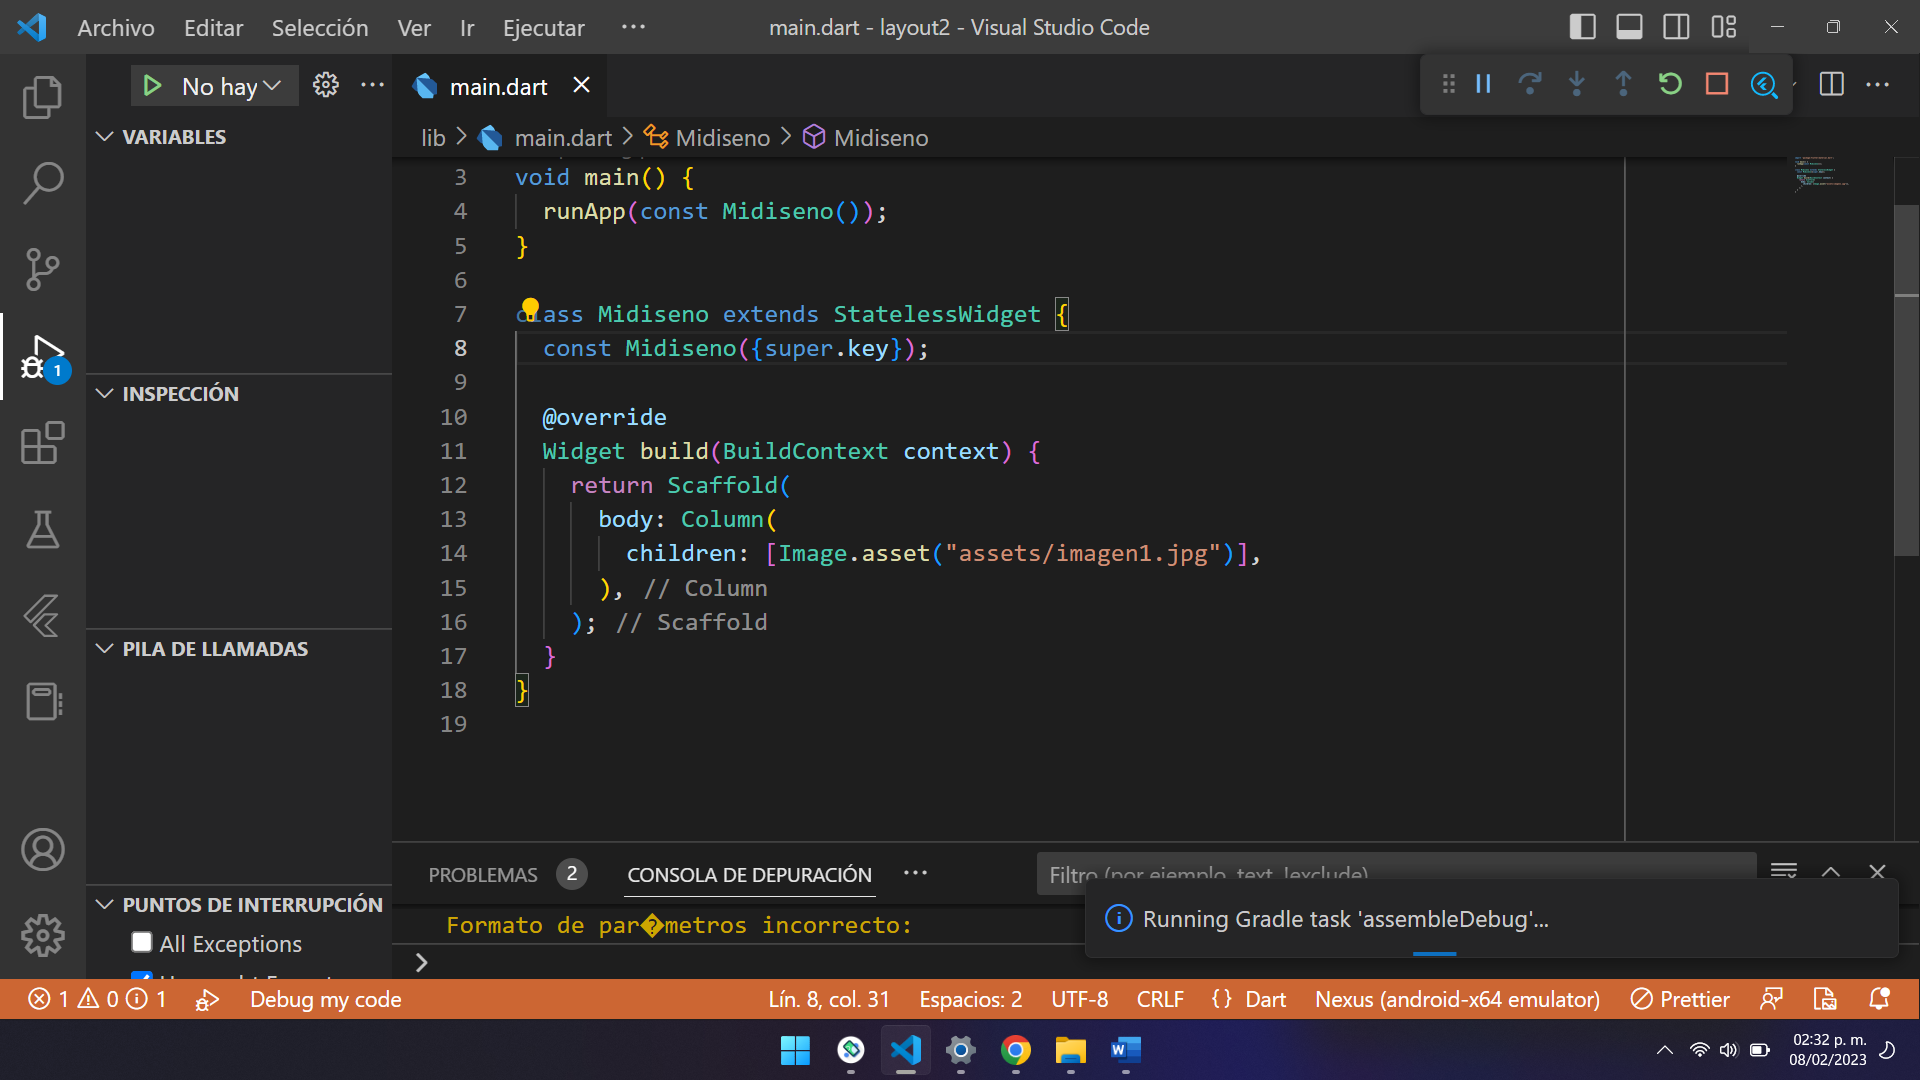 Archivo Editar Selección Ver Ir Ejecutar ··· main.dart - layout2 - Visual Studio Code
No hay ··· main.dart ···
VARIABLES
INSPECCIÓN
PILA DE LLAMADAS
PUNTOS DE INTERRUPCIÓN
All Exceptions
1
lib > main.dart > Midiseno > Midiseno
3 void main() {
4 runApp(const Midiseno());
5 }
6
7 class Midiseno extends StatelessWidget {
8 const Midiseno({super.key});
9
10 @override
11 Widget build(BuildContext context) {
12 return Scaffold(
13 body: Column(
14 children: [Image.asset("assets/imagen1.jpg")],
15 ), // Column
16 ); // Scaffold
17 }
18 }
19
PROBLEMAS 2 CONSOLA DE DEPURACIÓN ··· Filtro (por ejemplo, text, !exclude)
Formato de par�metros incorrecto:
>
Running Gradle task 'assembleDebug'...
1 0 1 Debug my code Lín. 8, col. 31 Espacios: 2 UTF-8 CRLF {} Dart Nexus (android-x64 emulator) Prettier
02:32 p. m.
08/02/2023